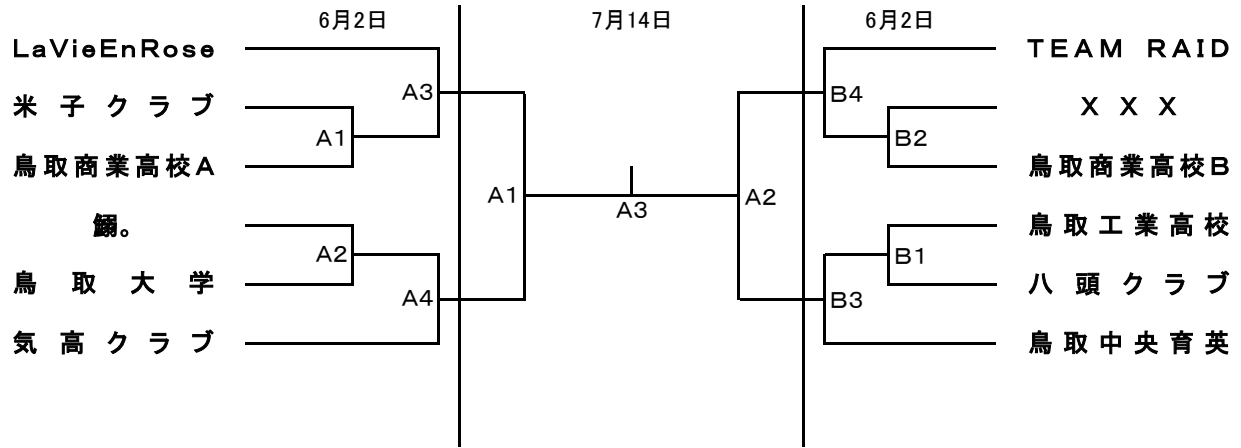 6月2日 7月14日 6月2日
LaVieEnRose
TEAM RAID
A3
B4
米子クラブ
XXX
A1
B2
鳥取商業高校A
鳥取商業高校B
A1
A3
A2
鰯。
鳥取工業高校
A2
B1
鳥取大学
八頭クラブ
A4
B3
気高クラブ
鳥取中央育英